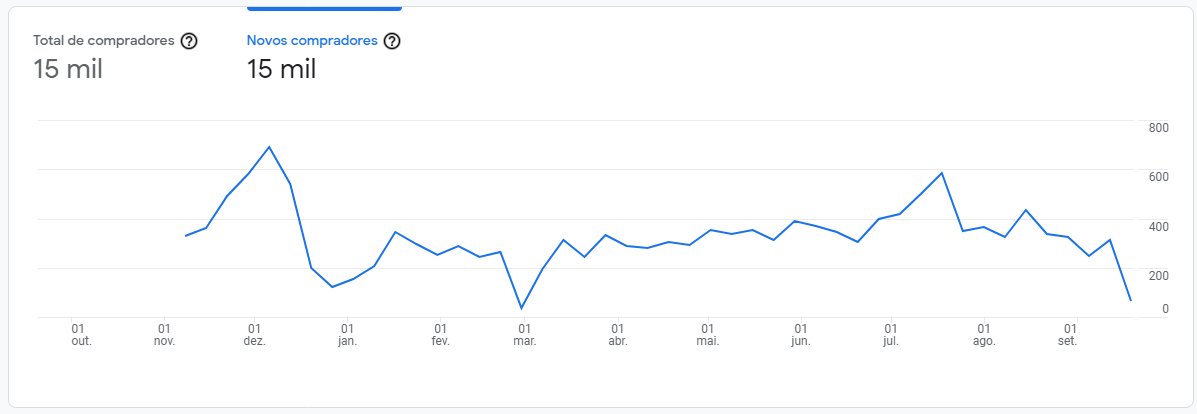 Total de compradores
Novos compradores
15 mil
15 mil
800
600
400
200
0
01 out.
01 nov.
01 dez.
01 jan.
01 fev.
01 mar.
01 abr.
01 mai.
01 jun.
01 jul.
01 ago.
01 set.